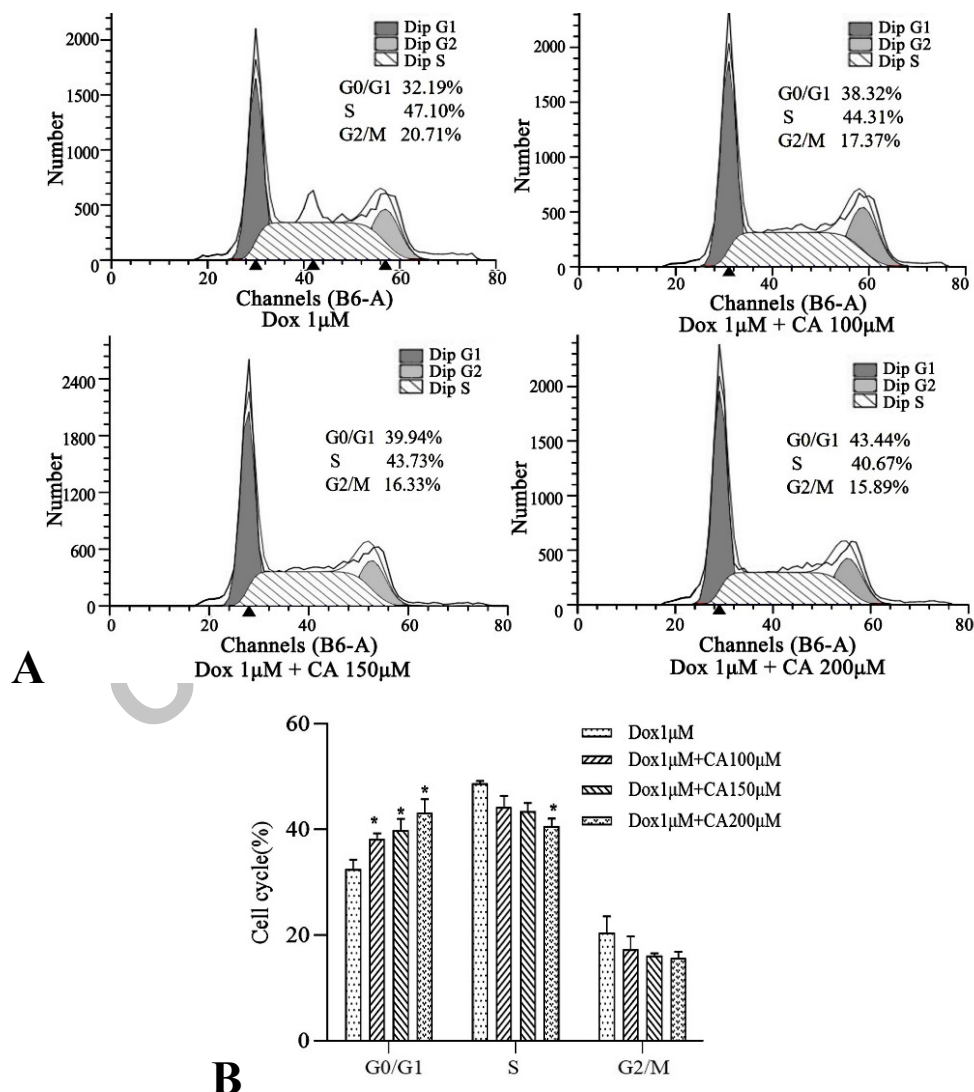 Dip G1
Dip G2
Dip S
G0/G1 32.19%
S 47.10%
G2/M 20.71%
Number
2000
1500
1000
500
0
0 20 40 60 80
Channels (B6-A)
Dox 1μM
Dip G1
Dip G2
Dip S
G0/G1 38.32%
S 44.31%
G2/M 17.37%
Number
2000
1500
1000
500
0
0 20 40 60 80
Channels (B6-A)
Dox 1μM + CA 100μM
Dip G1
Dip G2
Dip S
G0/G1 39.94%
S 43.73%
G2/M 16.33%
Number
2400
1800
1200
600
0
0 20 40 60 80
Channels (B6-A)
Dox 1μM + CA 150μM
Dip G1
Dip G2
Dip S
G0/G1 43.44%
S 40.67%
G2/M 15.89%
Number
2000
1500
1000
500
0
0 20 40 60 80
Channels (B6-A)
Dox 1μM + CA 200μM
A
Cell cycle(%)
60
40
20
0
* * *
*
Dox1μM
Dox1μM+CA100μM
Dox1μM+CA150μM
Dox1μM+CA200μM
G0/G1 S G2/M
B